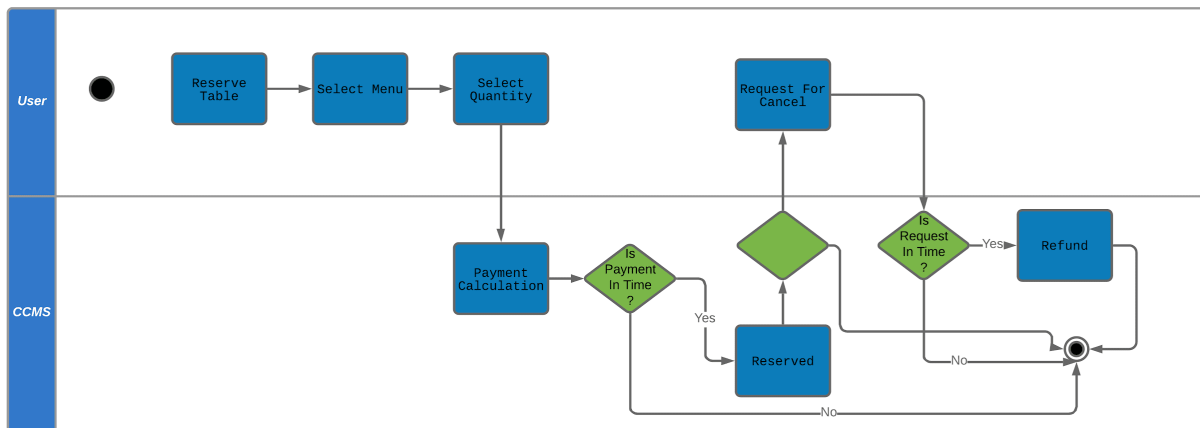 User
Reserve
Table
Select Menu
Select
Quantity
Request For
Cancel
CCMS
Payment
Calculation
Is
Payment
In Time
?
Yes
No
Reserved
Is
Request
In Time
?
Yes
No
Refund